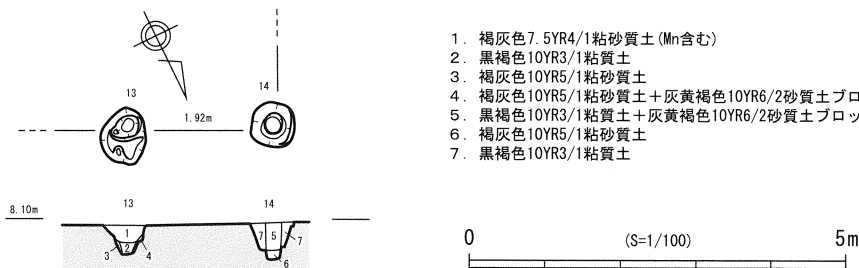 13
14
1.92m
13
14
8.10m
1
2
3
4
7
5
7
6
1. 褐灰色7.5YR4/1粘砂質土(Mn含む)
2. 黒褐色10YR3/1粘質土
3. 褐灰色10YR5/1粘砂質土
4. 褐灰色10YR5/1粘砂質土+灰黄褐色10YR6/2砂質土ブロ
5. 黒褐色10YR3/1粘質土+灰黄褐色10YR6/2砂質土ブロッ
6. 褐灰色10YR5/1粘砂質土
7. 黒褐色10YR3/1粘質土
0 (S=1/100) 5m